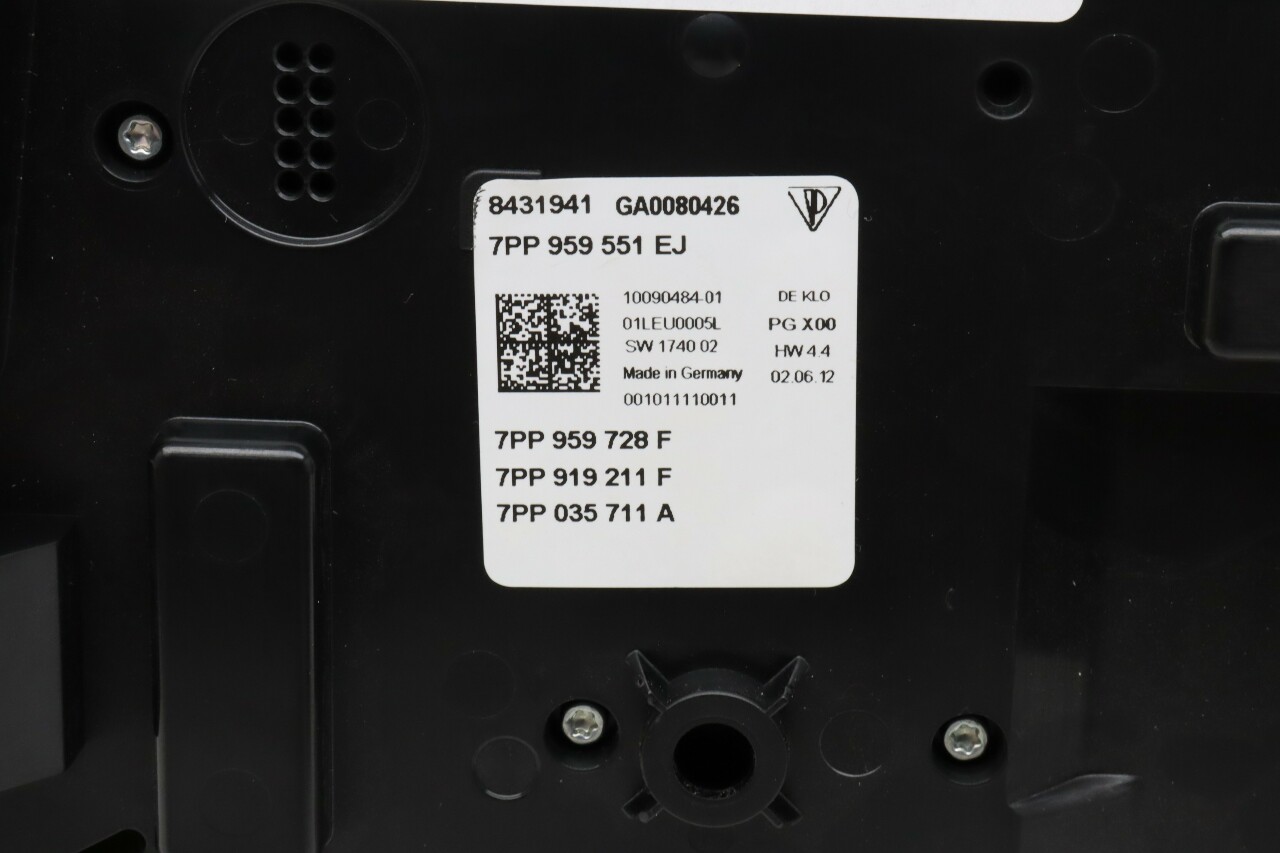 8431941 GA0080426
7PP 959 551 EJ
10090484-01 DE KLO
01LEU0005L PG X00
SW 1740 02 HW 4.4
Made in Germany 02.06.12
001011110011
7PP 959 728 F
7PP 919 211 F
7PP 035 711 A